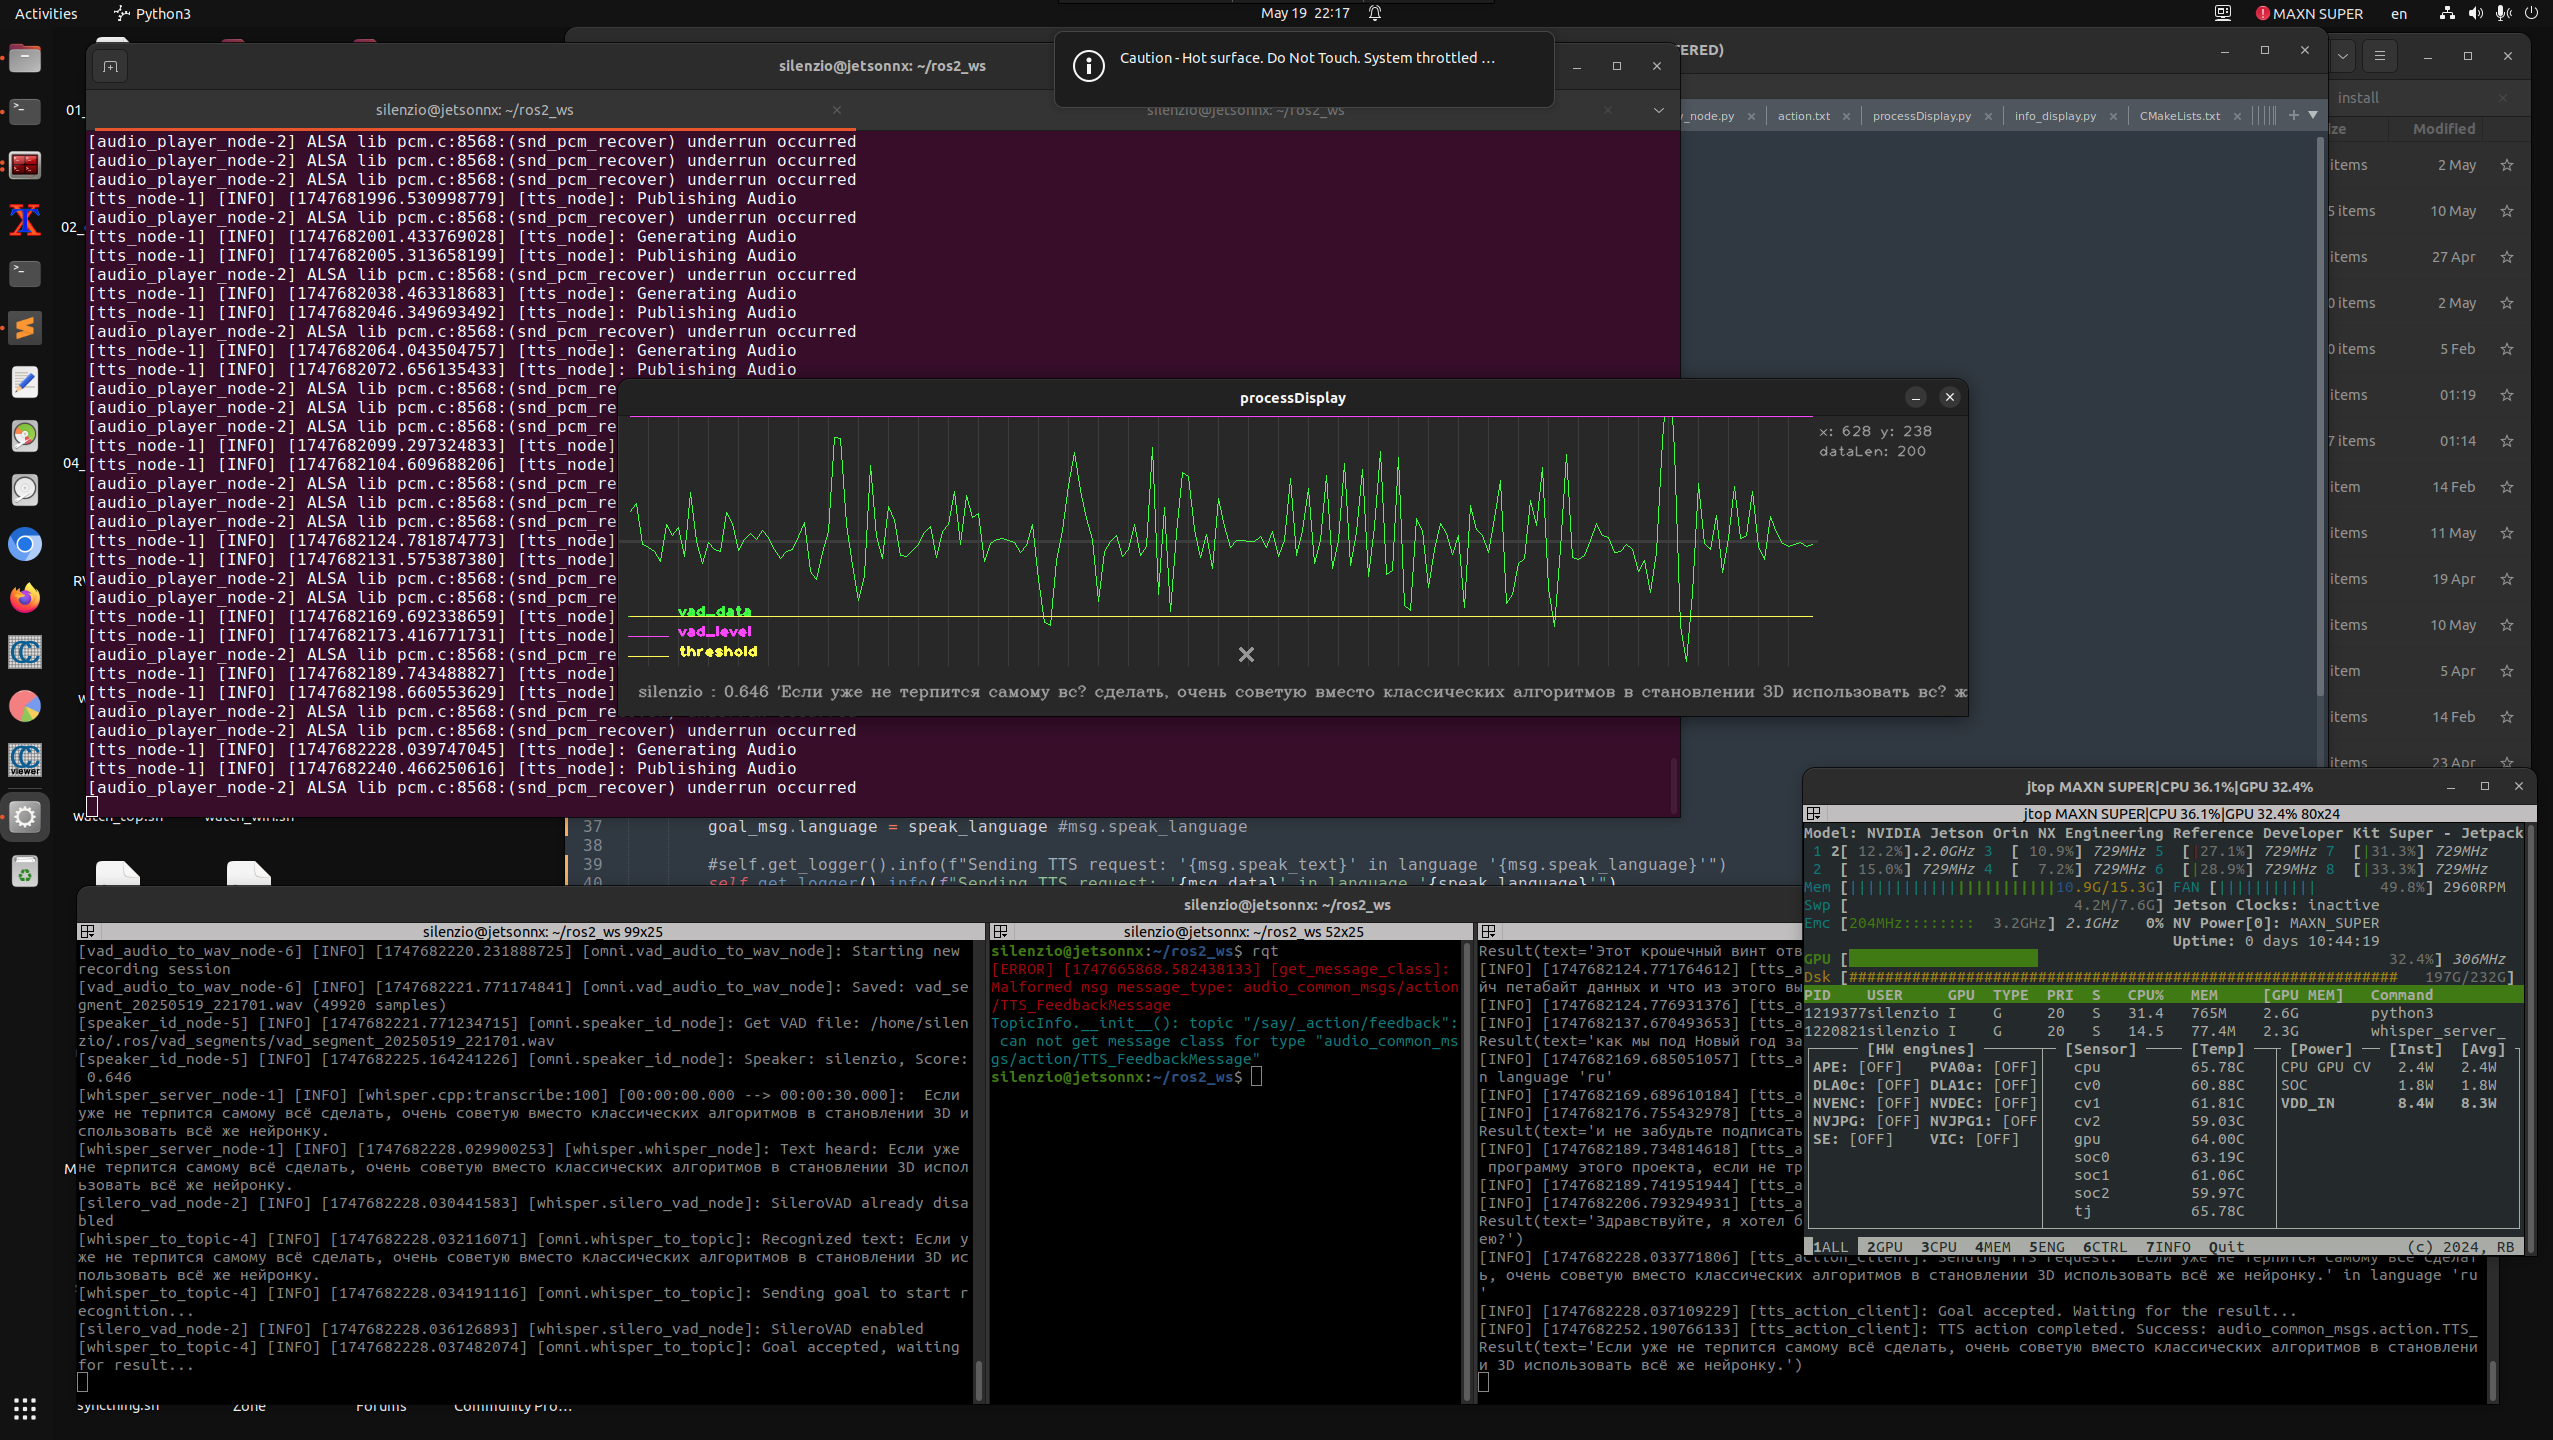 Activities
Python3
May 19 22:17
MAXN SUPER
en
Caution - Hot surface. Do Not Touch. System throttled ...
silenzio@jetsonnx: ~/ros2_ws
silenzio@jetsonnx: ~/ros2_ws
silenzio@jetsonnx: ~/ros2_ws
[audio_player_node-2] ALSA lib pcm.c:8568:(snd_pcm_recover) underrun occurred
[audio_player_node-2] ALSA lib pcm.c:8568:(snd_pcm_recover) underrun occurred
[audio_player_node-2] ALSA lib pcm.c:8568:(snd_pcm_recover) underrun occurred
[tts_node-1] [INFO] [1747681996.530998779] [tts_node]: Publishing Audio
[audio_player_node-2] ALSA lib pcm.c:8568:(snd_pcm_recover) underrun occurred
[tts_node-1] [INFO] [1747682001.433769028] [tts_node]: Generating Audio
[tts_node-1] [INFO] [1747682005.313658199] [tts_node]: Publishing Audio
[audio_player_node-2] ALSA lib pcm.c:8568:(snd_pcm_recover) underrun occurred
[tts_node-1] [INFO] [1747682038.463318683] [tts_node]: Generating Audio
[tts_node-1] [INFO] [1747682046.349693492] [tts_node]: Publishing Audio
[audio_player_node-2] ALSA lib pcm.c:8568:(snd_pcm_recover) underrun occurred
[tts_node-1] [INFO] [1747682064.043504757] [tts_node]: Generating Audio
[tts_node-1] [INFO] [1747682072.656135433] [tts_node]: Publishing Audio
[audio_player_node-2] ALSA lib pcm.c:8568:(snd_pcm_re
[audio_player_node-2] ALSA lib pcm.c:8568:(snd_pcm_re
[audio_player_node-2] ALSA lib pcm.c:8568:(snd_pcm_re
[tts_node-1] [INFO] [1747682099.297324833] [tts_node]
[tts_node-1] [INFO] [1747682104.609688206] [tts_node]
[audio_player_node-2] ALSA lib pcm.c:8568:(snd_pcm_re
[audio_player_node-2] ALSA lib pcm.c:8568:(snd_pcm_re
[audio_player_node-2] ALSA lib pcm.c:8568:(snd_pcm_re
[tts_node-1] [INFO] [1747682124.781874773] [tts_node]
[tts_node-1] [INFO] [1747682131.575387380] [tts_node]
[audio_player_node-2] ALSA lib pcm.c:8568:(snd_pcm_re
[audio_player_node-2] ALSA lib pcm.c:8568:(snd_pcm_re
[tts_node-1] [INFO] [1747682169.692338659] [tts_node]
[tts_node-1] [INFO] [1747682173.416771731] [tts_node]
[audio_player_node-2] ALSA lib pcm.c:8568:(snd_pcm_re
[tts_node-1] [INFO] [1747682189.743488827] [tts_node]
[tts_node-1] [INFO] [1747682198.660553629] [tts_node]
[audio_player_node-2] ALSA lib pcm.c:8568:(snd_pcm_re
[audio_player_node-2] ALSA lib pcm.c:8568:(snd_pcm_recover) underrun occurred
[tts_node-1] [INFO] [1747682228.039747045] [tts_node]: Generating Audio
[tts_node-1] [INFO] [1747682240.466250616] [tts_node]: Publishing Audio
[audio_player_node-2] ALSA lib pcm.c:8568:(snd_pcm_recover) underrun occurred
TERED)
y_node.py action.txt processDisplay.py info_display.py CMakeLists.txt
install
ize Modified
items 2 May
5 items 10 May
items 27 Apr
0 items 2 May
0 items 5 Feb
items 01:19
7 items 01:14
item 14 Feb
items 11 May
items 19 Apr
items 10 May
item 5 Apr
items 14 Feb
items 23 Apr
01_
02_
04_
processDisplay
x: 628 y: 238
dataLen: 200
vad_data
vad_level
threshold
silenzio : 0.646 'Если уже не терпится самому вс? сделать, очень советую вместо классических алгоритмов в становлении 3D использовать вс? ж
watch_top.sh watch_wifi.sh
37 goal_msg.language = speak_language #msg.speak_language
38
39 #self.get_logger().info(f"Sending TTS request: '{msg.speak_text}' in language '{msg.speak_language}'")
40 self.get_logger().info(f"Sending TTS request: '{msg.data}' in language '{speak_language}'")
silenzio@jetsonnx: ~/ros2_ws
silenzio@jetsonnx: ~/ros2_ws 99x25
[vad_audio_to_wav_node-6] [INFO] [1747682220.231888725] [omni.vad_audio_to_wav_node]: Starting new
recording session
[vad_audio_to_wav_node-6] [INFO] [1747682221.771174841] [omni.vad_audio_to_wav_node]: Saved: vad_se
gment_20250519_221701.wav (49920 samples)
[speaker_id_node-5] [INFO] [1747682221.771234715] [omni.speaker_id_node]: Get VAD file: /home/silen
zio/.ros/vad_segments/vad_segment_20250519_221701.wav
[speaker_id_node-5] [INFO] [1747682225.164241226] [omni.speaker_id_node]: Speaker: silenzio, Score:
0.646
[whisper_server_node-1] [INFO] [whisper.cpp:transcribe:100] [00:00:00.000 --> 00:00:30.000]: Если
уже не терпится самому всё сделать, очень советую вместо классических алгоритмов в становлении 3D и
спользовать всё же нейронку.
[whisper_server_node-1] [INFO] [1747682228.029900253] [whisper.whisper_node]: Text heard: Если уже
не терпится самому всё сделать, очень советую вместо классических алгоритмов в становлении 3D испол
ьзовать всё же нейронку.
[silero_vad_node-2] [INFO] [1747682228.030441583] [whisper.silero_vad_node]: SileroVAD already disa
bled
[whisper_to_topic-4] [INFO] [1747682228.032116071] [omni.whisper_to_topic]: Recognized text: Если у
же не терпится самому всё сделать, очень советую вместо классических алгоритмов в становлении 3D ис
пользовать всё же нейронку.
[whisper_to_topic-4] [INFO] [1747682228.034191116] [omni.whisper_to_topic]: Sending goal to start r
ecognition...
[silero_vad_node-2] [INFO] [1747682228.036126893] [whisper.silero_vad_node]: SileroVAD enabled
[whisper_to_topic-4] [INFO] [1747682228.037482074] [omni.whisper_to_topic]: Goal accepted, waiting
for result...
silenzio@jetsonnx: ~/ros2_ws 52x25
silenzio@jetsonnx:~/ros2_ws$ rqt
[ERROR] [1747665868.582438133] [get_message_class]:
Malformed msg message_type: audio_common_msgs/action
/TTS_FeedbackMessage
TopicInfo.__init__(): topic "/say/_action/feedback":
can not get message class for type "audio_common_ms
gs/action/TTS_FeedbackMessage"
silenzio@jetsonnx:~/ros2_ws$
Result(text='Этот крошечный винт отв
[INFO] [1747682124.771764612] [tts_a
йч петабайт данных и что из этого вы
[INFO] [1747682124.776931376] [tts_a
[INFO] [1747682137.670493653] [tts_a
Result(text='как мы под Новый год за
[INFO] [1747682169.685051057] [tts_a
n language 'ru'
[INFO] [1747682169.689610184] [tts_a
[INFO] [1747682176.755432978] [tts_a
Result(text='и не забудьте подписать
[INFO] [1747682189.734814618] [tts_a
программу этого проекта, если не тр
[INFO] [1747682189.741951944] [tts_a
[INFO] [1747682206.793294931] [tts_a
Result(text='Здравствуйте, я хотел б
ею?')
[INFO] [1747682228.033771806] [tts_action_client]: Sending TTS request: 'Если уже не терпится самому всё сделат
ь, очень советую вместо классических алгоритмов в становлении 3D использовать всё же нейронку.' in language 'ru
'
[INFO] [1747682228.037109229] [tts_action_client]: Goal accepted. Waiting for the result...
[INFO] [1747682252.190766133] [tts_action_client]: TTS action completed. Success: audio_common_msgs.action.TTS_
Result(text='Если уже не терпится самому всё сделать, очень советую вместо классических алгоритмов в становлени
и 3D использовать всё же нейронку.')
jtop MAXN SUPER|CPU 36.1%|GPU 32.4%
jtop MAXN SUPER|CPU 36.1%|GPU 32.4% 80x24
Model: NVIDIA Jetson Orin NX Engineering Reference Developer Kit Super - Jetpack
1 2[ 12.2%].2.0GHz 3 [ 10.9%] 729MHz 5 [|27.1%] 729MHz 7 [|31.3%] 729MHz
2 [ 15.0%] 729MHz 4 [ 7.2%] 729MHz 6 [|28.9%] 729MHz 8 [|33.3%] 729MHz
Mem [||||||||||||||||||||||||10.9G/15.3G] FAN [||||||||||| 49.8%] 2960RPM
Swp [ 4.2M/7.6G] Jetson Clocks: inactive
Emc [204MHz:::::::: 3.2GHz] 2.1GHz 0% NV Power[0]: MAXN_SUPER
Uptime: 0 days 10:44:19
GPU [ 32.4%] 306MHz
Dsk [############################################################# 197G/232G]
PID USER GPU TYPE PRI S CPU% MEM [GPU MEM] Command
1219377silenzio I G 20 S 31.4 765M 2.6G python3
1220821silenzio I G 20 S 14.5 77.4M 2.3G whisper_server_
[HW engines] [Sensor] [Temp] [Power] [Inst] [Avg]
APE: [OFF] PVA0a: [OFF] cpu 65.78C CPU GPU CV 2.4W 2.4W
DLA0c: [OFF] DLA1c: [OFF] cv0 60.88C SOC 1.8W 1.8W
NVENC: [OFF] NVDEC: [OFF] cv1 61.81C VDD_IN 8.4W 8.3W
NVJPG: [OFF] NVJPG1: [OFF cv2 59.03C
SE: [OFF] VIC: [OFF] gpu 64.00C
soc0 63.19C
soc1 61.06C
soc2 59.97C
tj 65.78C
1ALL 2GPU 3CPU 4MEM 5ENG 6CTRL 7INFO Quit (c) 2024, RB
syncthing.sh Zone Forums Community Pro...